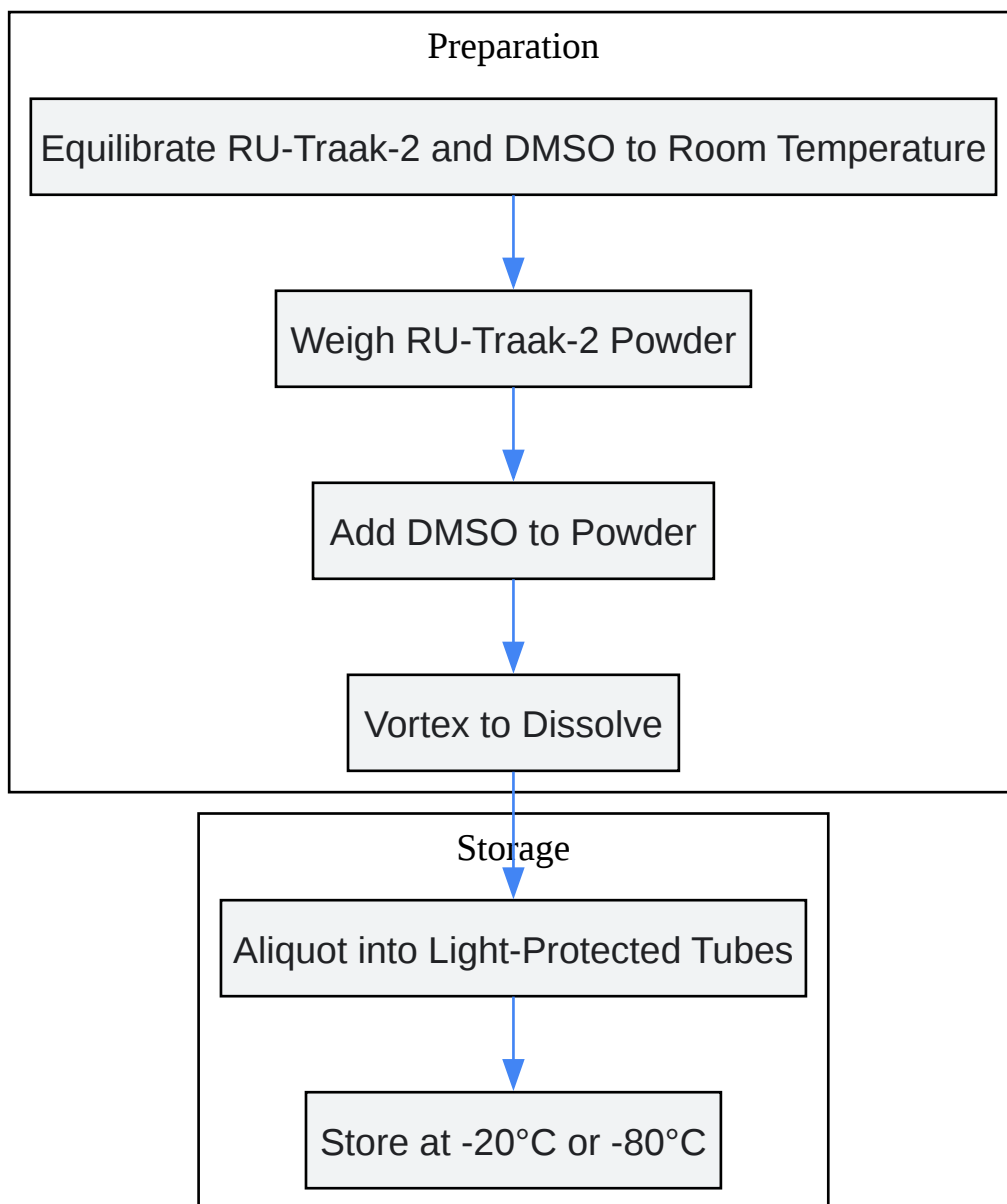 Preparation
Equilibrate RU-Traak-2 and DMSO to Room Temperature
Weigh RU-Traak-2 Powder
Add DMSO to Powder
Vortex to Dissolve
Storage
Aliquot into Light-Protected Tubes
Store at -20°C or -80°C